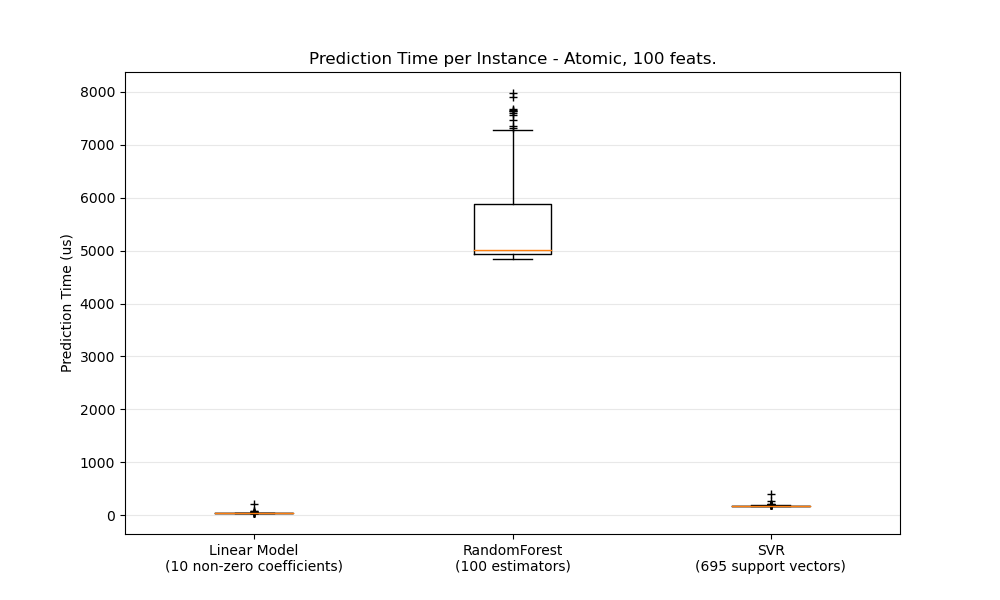 Prediction Time per Instance - Atomic, 100 feats.
Prediction Time (us)
8000
7000
6000
5000
4000
3000
2000
1000
0
Linear Model
(10 non-zero coefficients)
RandomForest
(100 estimators)
SVR
(695 support vectors)